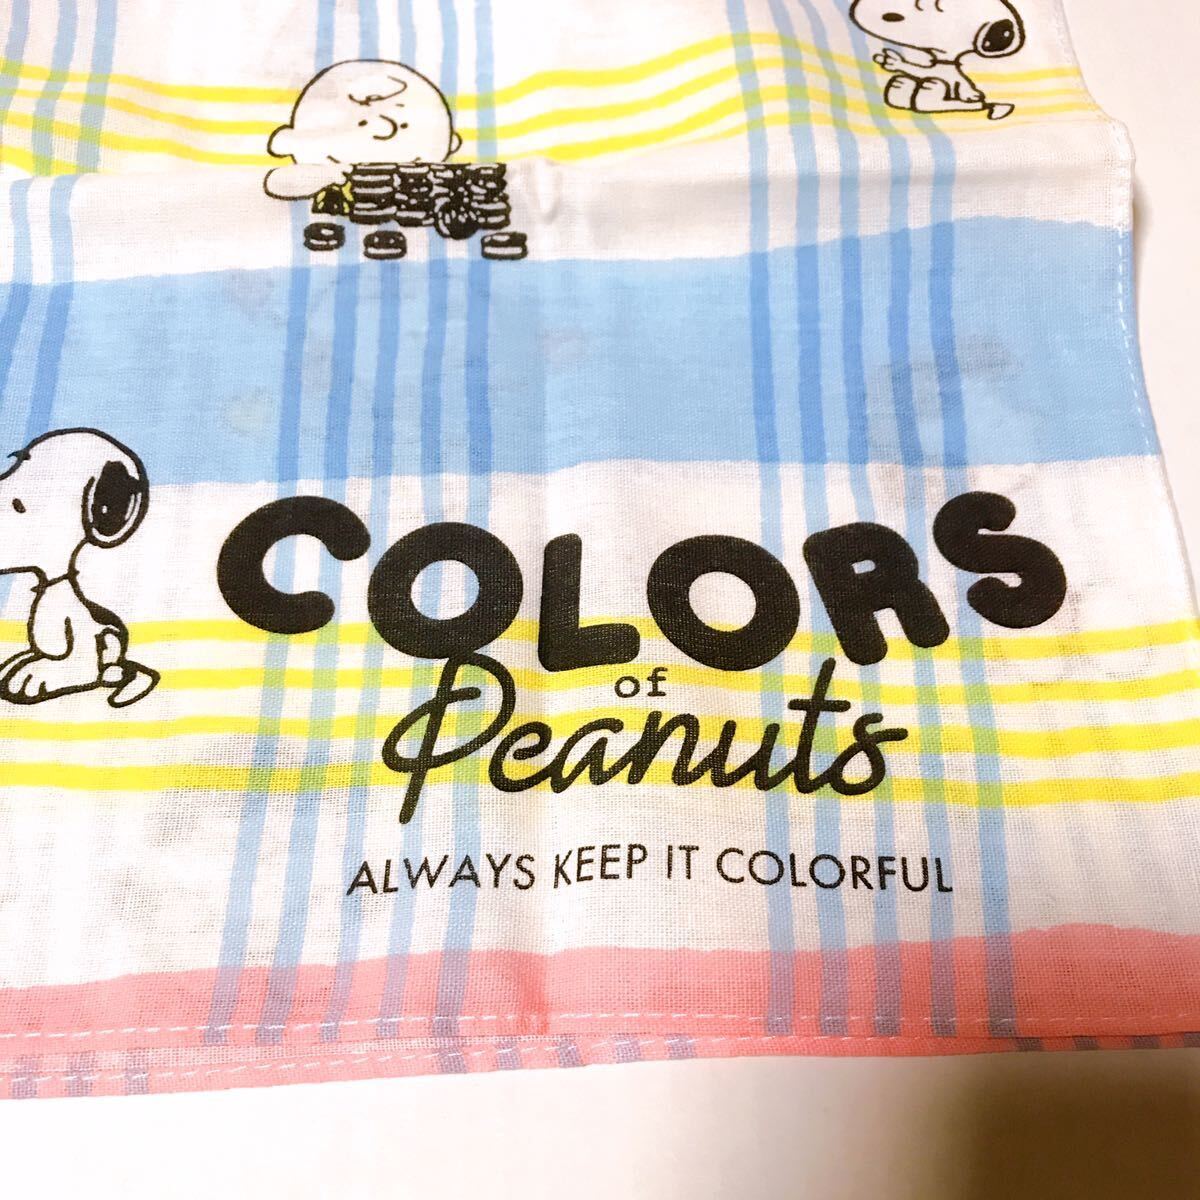 COLORS
of
Peanuts
ALWAYS KEEP IT COLORFUL